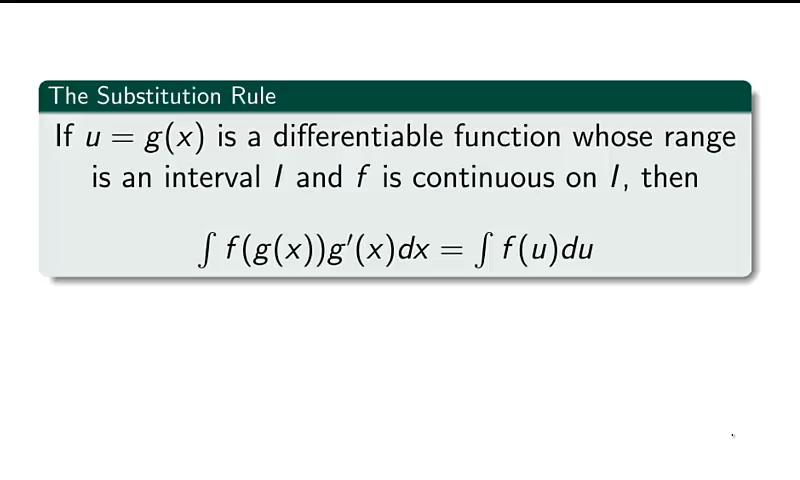 The Substitution Rule
If u = g(x) is a differentiable function whose range
is an interval I and f is continuous on I, then
∫ f(g(x))g′(x)dx = ∫ f(u)du